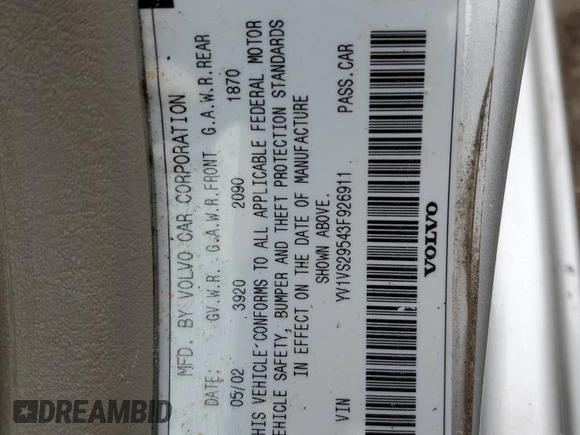 MFD. BY VOLVO CAR CORPORATION
DATE: GV.W.R. G.A.W.R.FRONT G.A.W.R.REAR
05/02 3920 2090 1870
HIS VEHICLE CONFORMS TO ALL APPLICABLE FEDERAL MOTOR
EHICLE SAFETY, BUMPER AND THEFT PROTECTION STANDARDS
IN EFFECT ON THE DATE OF MANUFACTURE
SHOWN ABOVE.
VIN YV1VS29543F926911 PASS.CAR
VOLVO
DREAMBID